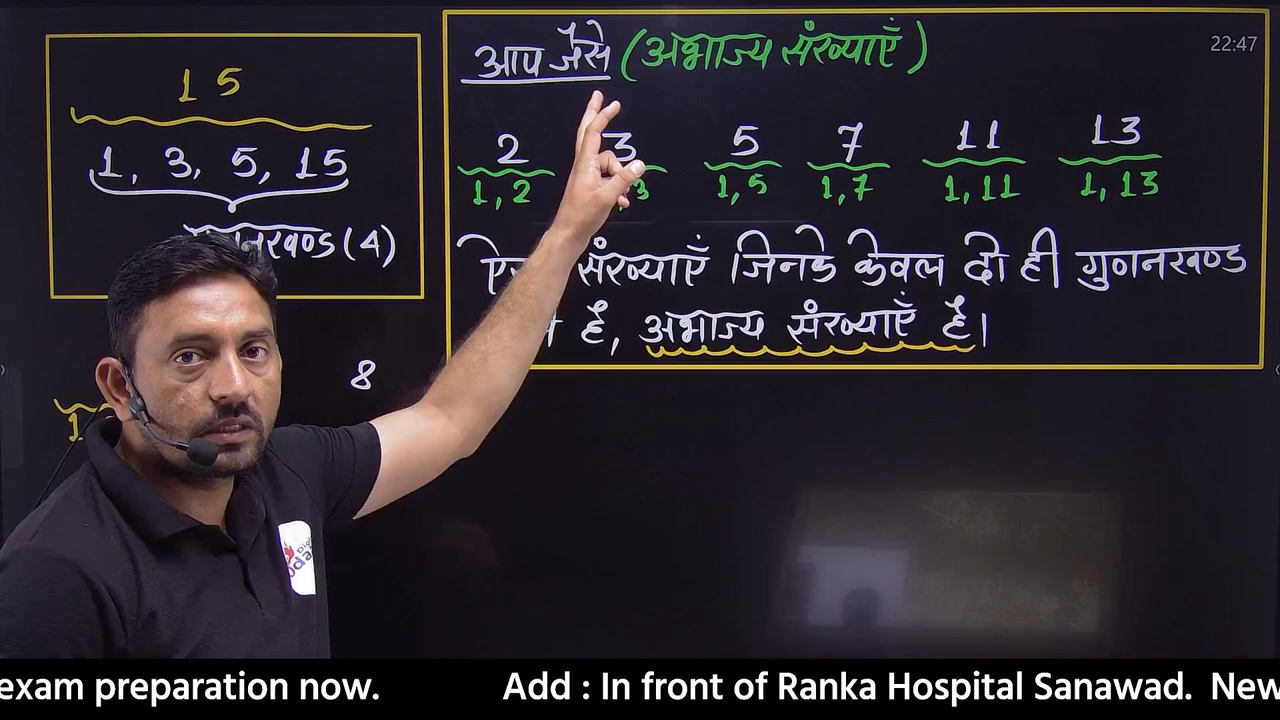 15
1, 3, 5, 15
गुणनखण्ड (4)
8
आप जैसे (अभाज्य संख्याएँ)
22:47
2 3 5 7 11 13
1, 2 3 1, 5 1, 7 1, 11 1, 13
संख्याएँ जिनके केवल दो ही गुणनखण्ड
हैं, अभाज्य संख्याएँ हैं।
exam preparation now. Add : In front of Ranka Hospital Sanawad. New